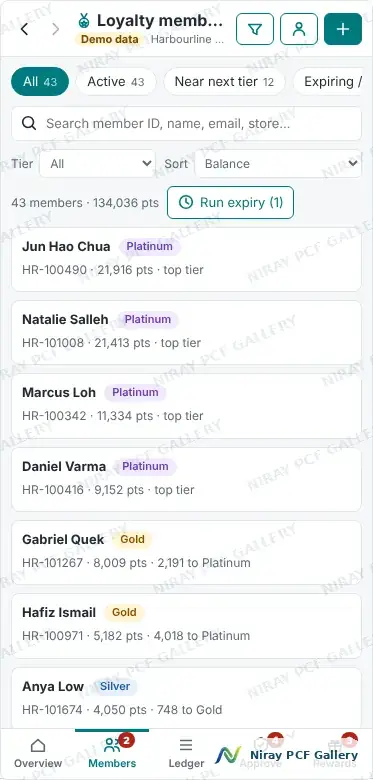 Loyalty memb...
Demo data Harbourline ...
All 43 Active 43 Near next tier 12 Expiring /
Search member ID, name, email, store...
Tier All Sort Balance
43 members · 134,036 pts Run expiry (1)
Jun Hao Chua Platinum
HR-100490 · 21,916 pts · top tier
Natalie Salleh Platinum
HR-101008 · 21,413 pts · top tier
Marcus Loh Platinum
HR-100342 · 11,334 pts · top tier
Daniel Varma Platinum
HR-100416 · 9,152 pts · top tier
Gabriel Quek Gold
HR-101267 · 8,009 pts · 2,191 to Platinum
Hafiz Ismail Gold
HR-100971 · 5,182 pts · 4,018 to Platinum
Anya Low Silver
HR-101674 · 4,050 pts · 748 to Gold
2
Overview Members Ledger Approve Rewards
Niray PCF Gallery
NIRAY PCF GALLERY